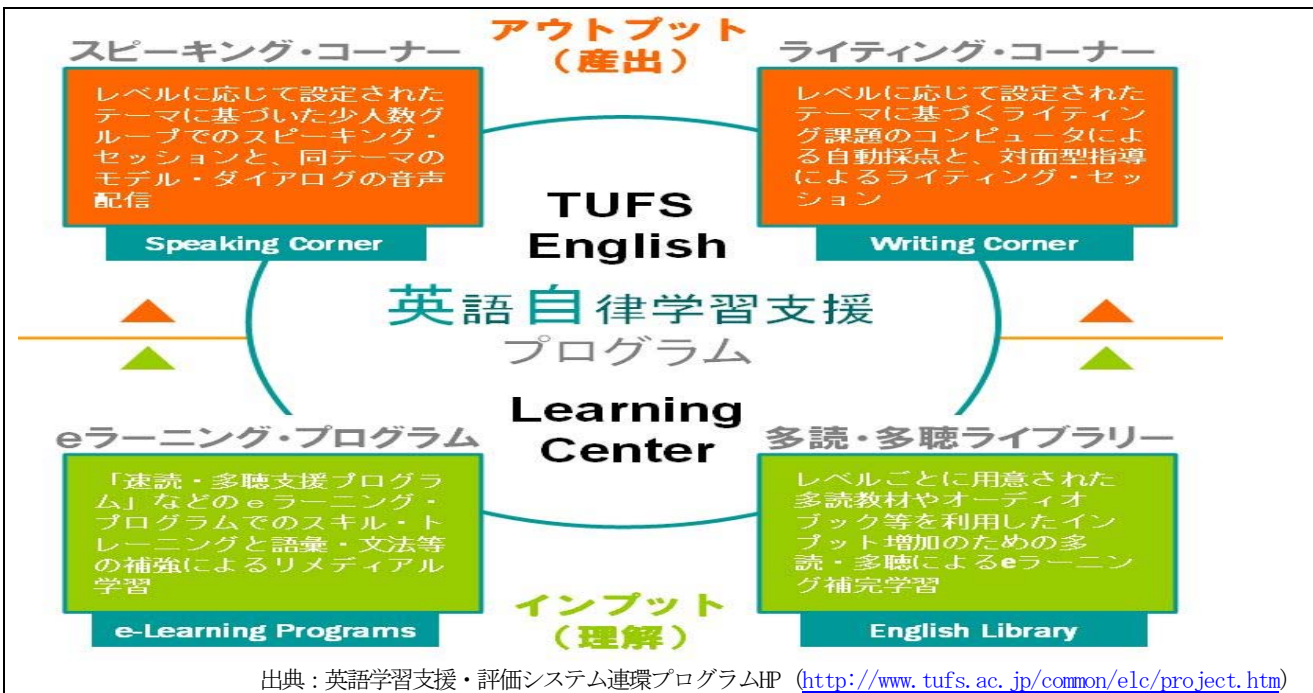 アウトプット
（産出）
スピーキング・コーナー
レベルに応じて設定された
テーマに基づいた少人数グ
ループでのスピーキング・
セッションと、同テーマの
モデル・ダイアログの音声
配信
Speaking Corner
ライティング・コーナー
レベルに応じて設定された
テーマに基づくライティン
グ課題のコンピュータによ
る自動採点と、対面型指導
によるライティング・セッ
ション
Writing Corner
TUFS
English
英語自律学習支援
プログラム
Learning
Center
eラーニング・プログラム
「速読・多聴支援プログラ
ム」などのｅラーニング・
プログラムでのスキル・ト
レーニングと語彙・文法等
の補強によるリメディアル
学習
e-Learning Programs
多読・多聴ライブラリー
レベルごとに用意された
多読教材やオーディオ
ブック等を利用したイン
プット増加のための多
読・多聴によるeラーニン
グ補完学習
English Library
インプット
（理解）
出典：英語学習支援・評価システム連環プログラムHP (http://www.tufs.ac.jp/common/elc/project.htm)